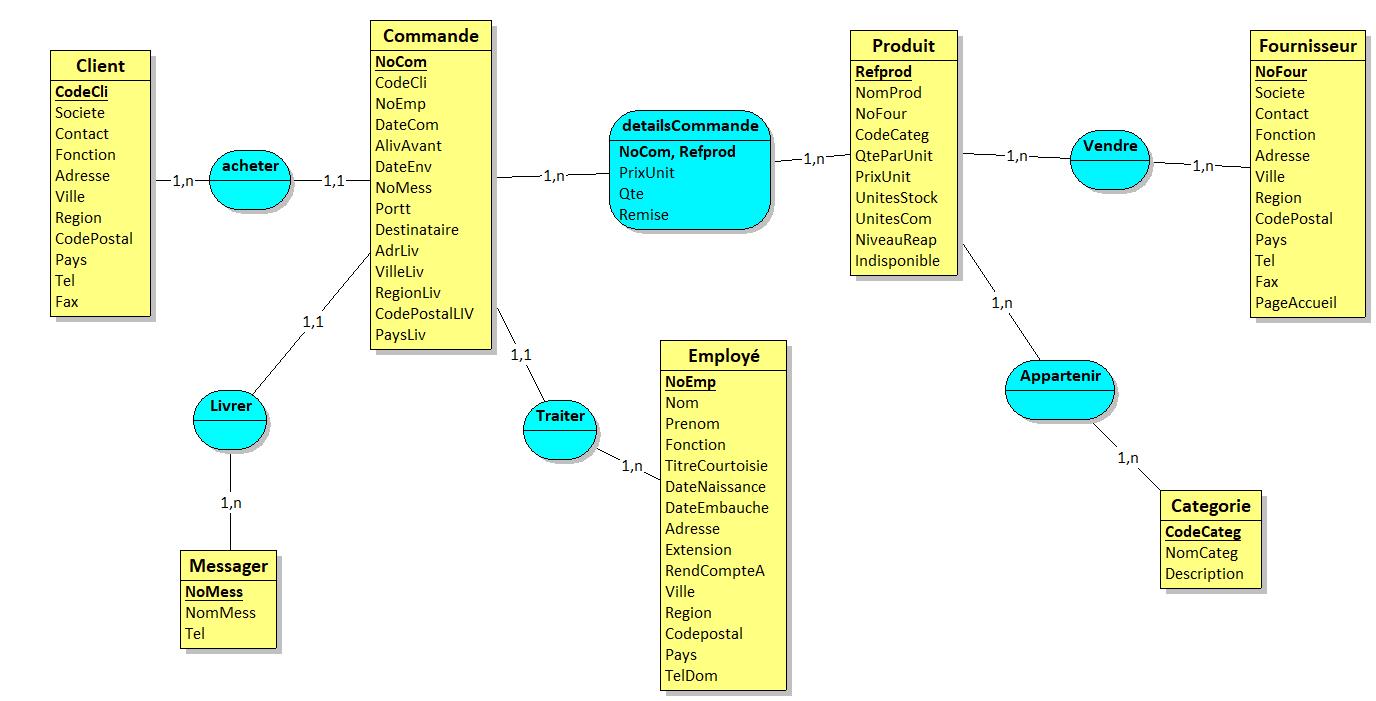 Client
CodeCli
Societe
Contact
Fonction
Adresse
Ville
Region
CodePostal
Pays
Tel
Fax
1,n
acheter
1,1
Commande
NoCom
CodeCli
NoEmp
DateCom
AlivAvant
DateEnv
NoMess
Portt
Destinataire
AdrLiv
VilleLiv
RegionLiv
CodePostalLIV
PaysLiv
1,n
detailsCommande
NoCom, Refprod
PrixUnit
Qte
Remise
1,n
Produit
Refprod
NomProd
NoFour
CodeCateg
QteParUnit
PrixUnit
UnitesStock
UnitesCom
NiveauReap
Indisponible
1,n
Vendre
1,n
Fournisseur
NoFour
Societe
Contact
Fonction
Adresse
Ville
Region
CodePostal
Pays
Tel
Fax
PageAccueil
1,1
Livrer
1,n
Messager
NoMess
NomMess
Tel
1,1
Traiter
1,n
Employé
NoEmp
Nom
Prenom
Fonction
TitreCourtoisie
DateNaissance
DateEmbauche
Adresse
Extension
RendCompteA
Ville
Region
Codepostal
Pays
TelDom
1,n
Appartenir
1,n
Categorie
CodeCateg
NomCateg
Description